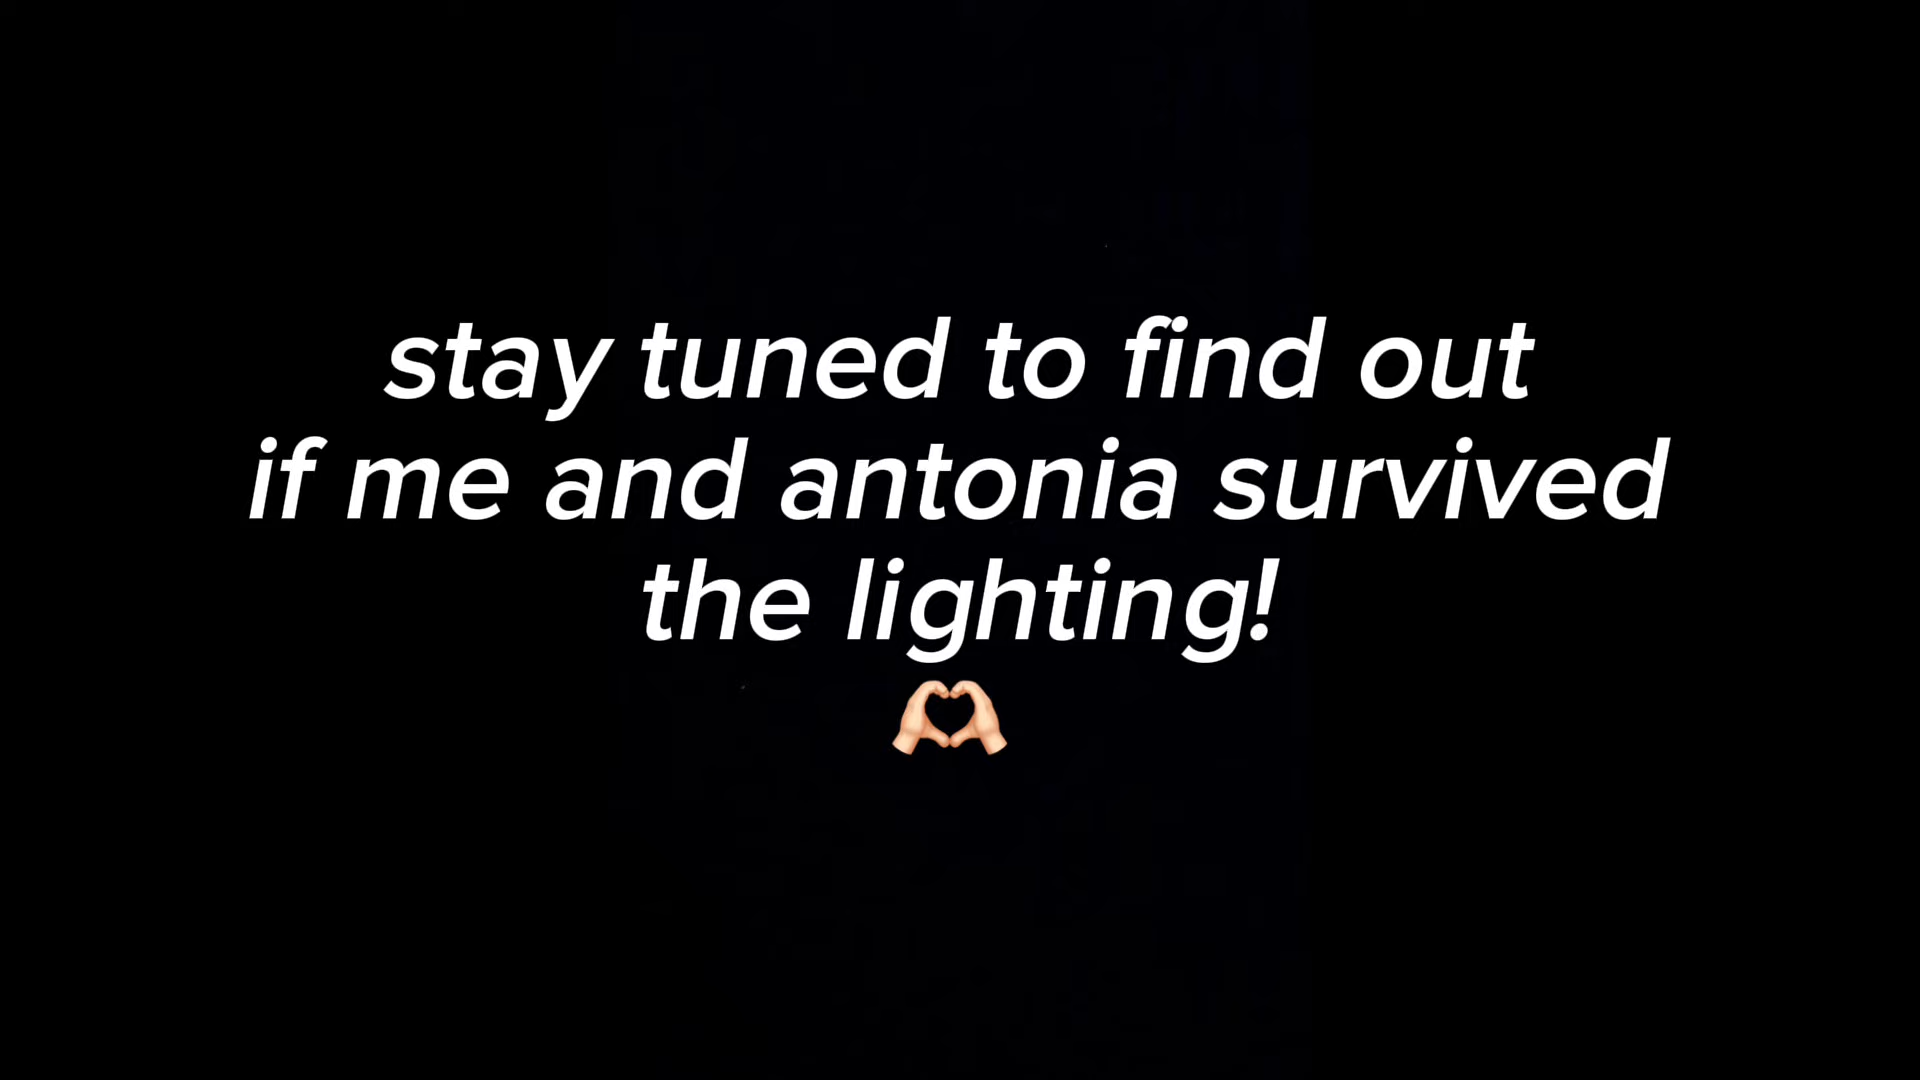 stay tuned to find out
if me and antonia survived
the lighting!
🫶🏻